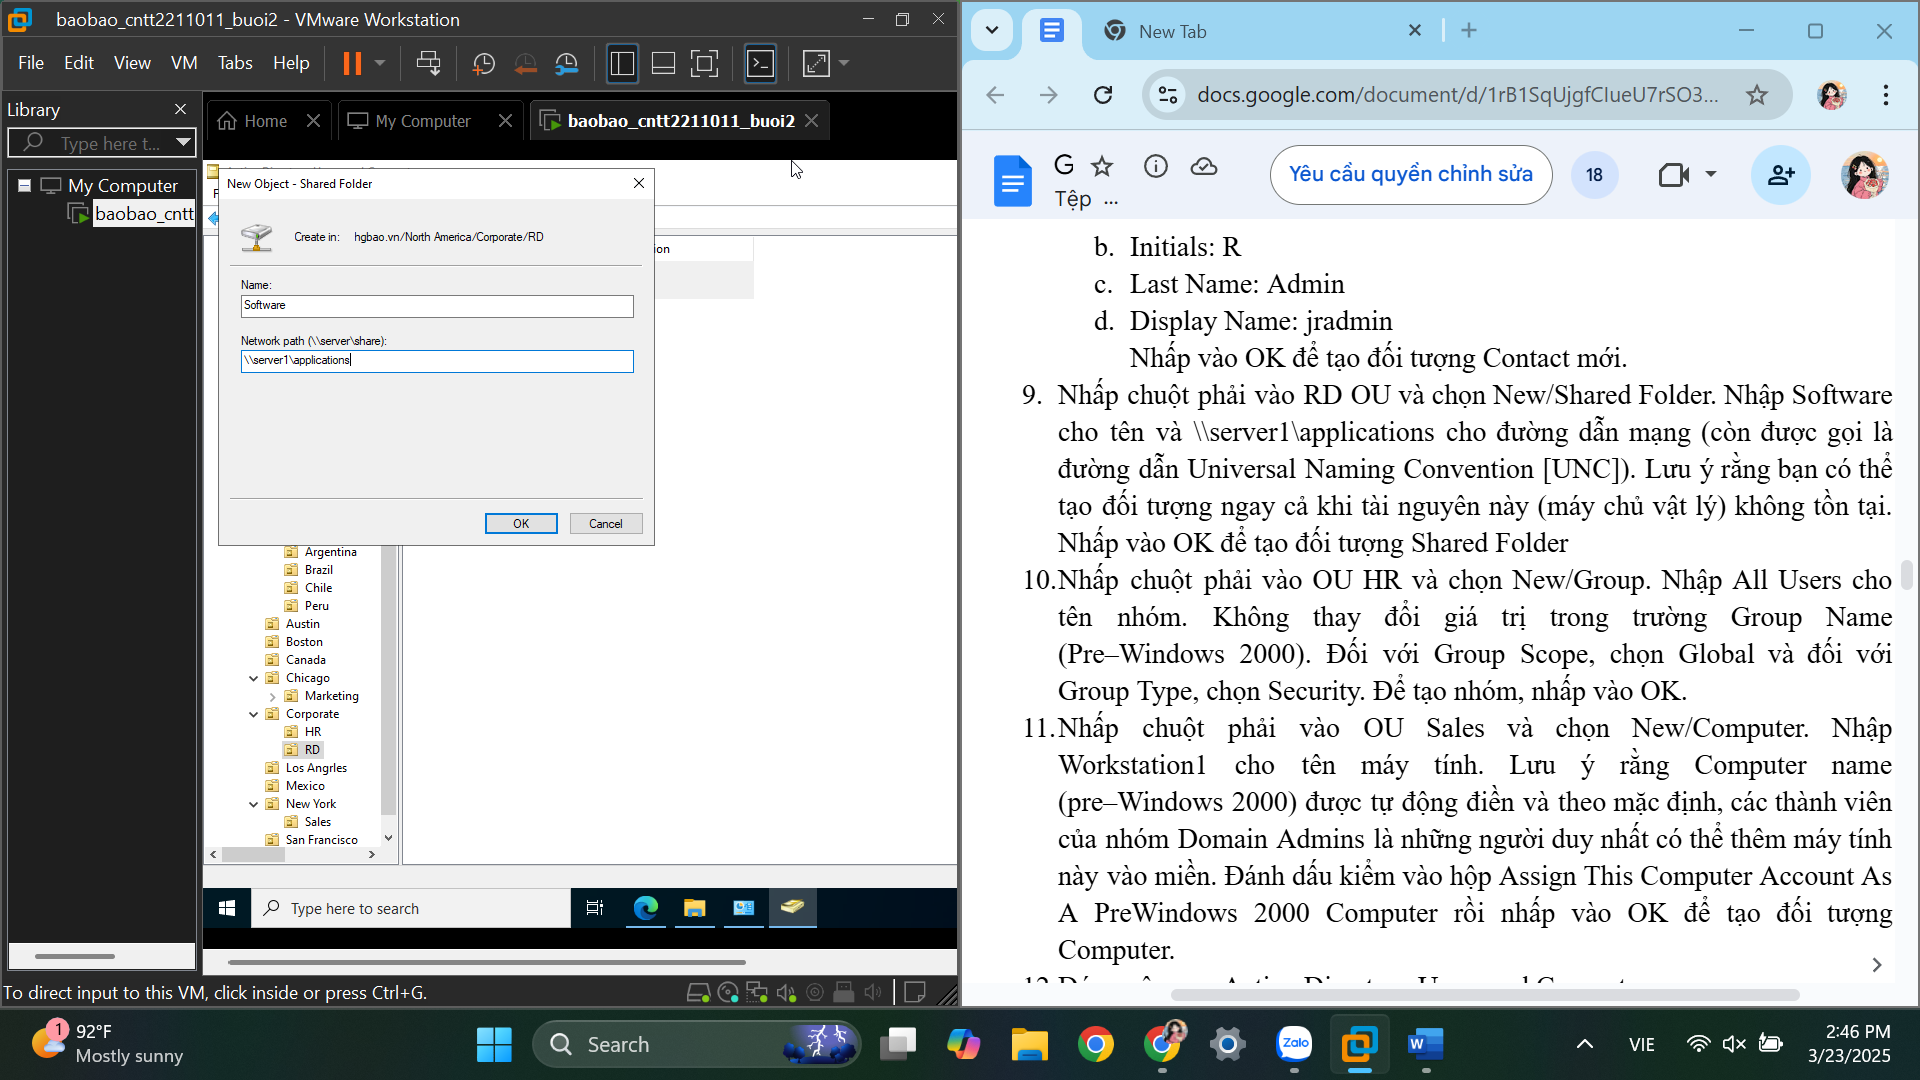 baobao_cntt2211011_buoi2 - VMware Workstation
File Edit View VM Tabs Help
Library
Type here t...
My Computer
baobao_cntt
Home
My Computer
baobao_cntt2211011_buoi2
New Object - Shared Folder
Create in: hgbao.vn/North America/Corporate/RD
Name:
Software
Network path (\\server\share):
\\server1\applications
OK
Cancel
ion
Argentina
Brazil
Chile
Peru
Austin
Boston
Canada
Chicago
Marketing
Corporate
HR
RD
Los Angrles
Mexico
New York
Sales
San Francisco
Type here to search
To direct input to this VM, click inside or press Ctrl+G.
New Tab
docs.google.com/document/d/1rB1SqUjgfCIueU7rSO3...
G
Tệp ...
Yêu cầu quyền chỉnh sửa
18
b. Initials: R
c. Last Name: Admin
d. Display Name: jradmin
Nhấp vào OK để tạo đối tượng Contact mới.
9. Nhấp chuột phải vào RD OU và chọn New/Shared Folder. Nhập Software
cho tên và \\server1\applications cho đường dẫn mạng (còn được gọi là
đường dẫn Universal Naming Convention [UNC]). Lưu ý rằng bạn có thể
tạo đối tượng ngay cả khi tài nguyên này (máy chủ vật lý) không tồn tại.
Nhấp vào OK để tạo đối tượng Shared Folder
10.Nhấp chuột phải vào OU HR và chọn New/Group. Nhập All Users cho
tên nhóm. Không thay đổi giá trị trong trường Group Name
(Pre–Windows 2000). Đối với Group Scope, chọn Global và đối với
Group Type, chọn Security. Để tạo nhóm, nhấp vào OK.
11.Nhấp chuột phải vào OU Sales và chọn New/Computer. Nhập
Workstation1 cho tên máy tính. Lưu ý rằng Computer name
(pre–Windows 2000) được tự động điền và theo mặc định, các thành viên
của nhóm Domain Admins là những người duy nhất có thể thêm máy tính
này vào miền. Đánh dấu kiểm vào hộp Assign This Computer Account As
A PreWindows 2000 Computer rồi nhấp vào OK để tạo đối tượng
Computer.
1
92°F
Mostly sunny
Search
Zalo
W
VIE
2:46 PM
3/23/2025